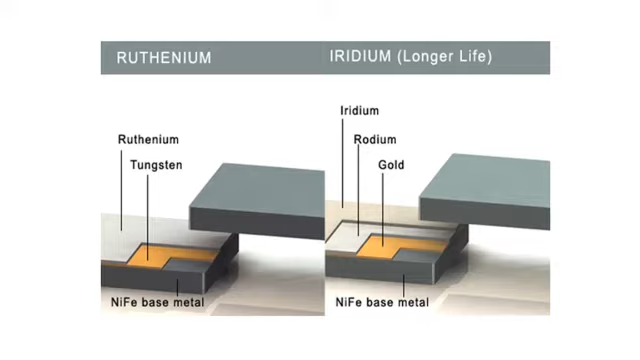 RUTHENIUM
Ruthenium
Tungsten
NiFe base metal
IRIDIUM (Longer Life)
Iridium
Rodium
Gold
NiFe base metal